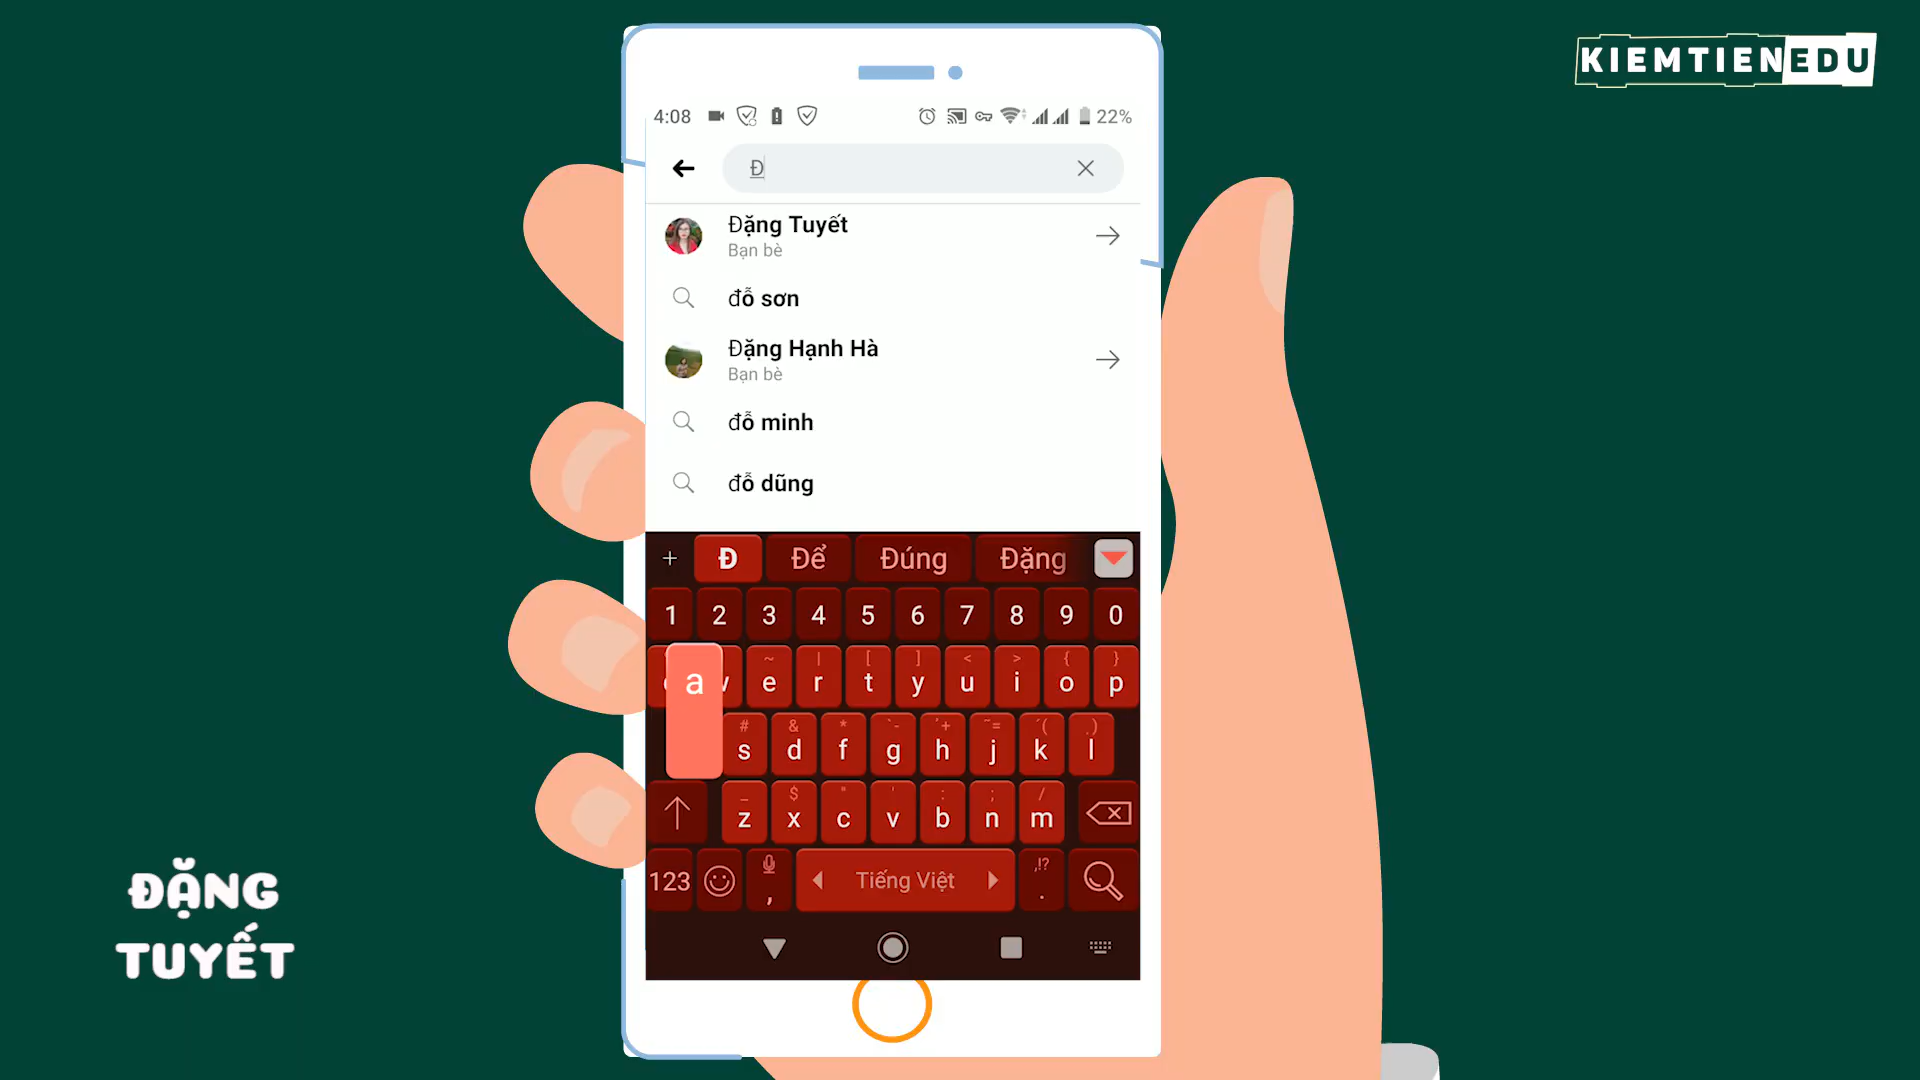 KIEMTIENEDU
4:08
22%
Đ
Đặng Tuyết
Bạn bè
đỗ sơn
Đặng Hạnh Hà
Bạn bè
đỗ minh
đỗ dũng
+ Đ Để Đúng Đặng
1 2 3 4 5 6 7 8 9 0
~ | [ ] < > { }
e r t y u i o p
a
# & * `- ´+ ~= ´( .)
s d f g h j k l
_ $ " ' : ; /
z x c v b n m
,!?
123 , Tiếng Việt .
ĐẶNG
TUYẾT